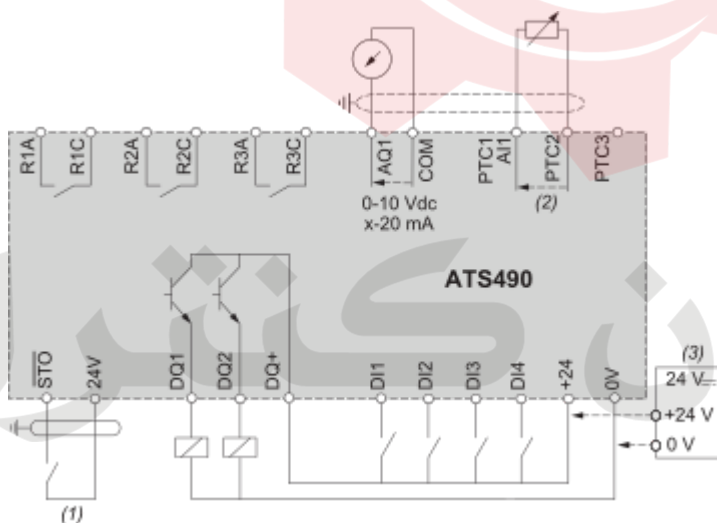 R1A R1C R2A R2C R3A R3C AQ1 COM PTC1 AI1 PTC2 PTC3
0-10 Vdc
x-20 mA
(2)
ATS490
STO 24V DQ1 DQ2 DQ+ DI1 DI2 DI3 DI4 +24 0V
(3)
24 V
+24 V
0 V
(1)